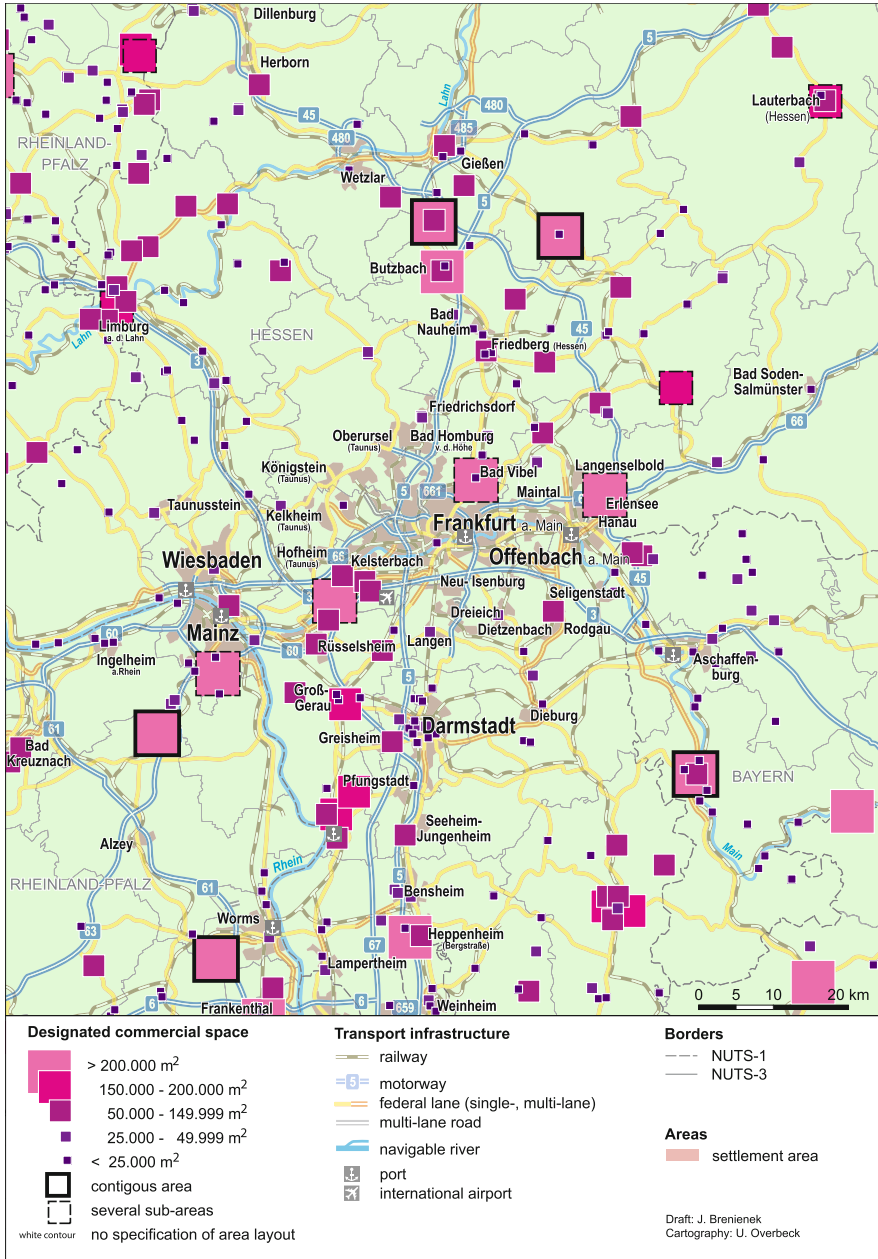 Dillenburg
5
Herborn
Lahn
480
45
485
480
Lauterbach
(Hessen)
RHEINLAND-
PFALZ
Gießen
Wetzlar
5
Butzbach
Bad
Nauheim
45
HESSEN
Limburg
a. d. Lahn
Lahn
Friedberg (Hessen)
3
Bad Soden-
Salmünster
Friedrichsdorf
66
Oberursel
(Taunus)
Bad Homburg
v. d. Höhe
Königstein
(Taunus)
Bad Vibel
Langenselbold
5
661
Maintal
Erlensee
Taunusstein
Kelkheim
(Taunus)
Frankfurt a. Main
Hanau
Hofheim
(Taunus)
66
Kelsterbach
Offenbach a. Main
Wiesbaden
45
Neu- Isenburg
Seligenstadt
Dreieich
3
Mainz
60
Dietzenbach
Rodgau
Langen
60
Rüsselsheim
Ingelheim
a.Rhein
Aschaffen-
burg
5
Groß-
Gerau
Dieburg
61
Darmstadt
Greisheim
Bad
Kreuznach
Pfungstadt
BAYERN
Seeheim-
Jungenheim
Alzey
Main
Rhein
5
RHEINLAND-PFALZ
61
Bensheim
Worms
63
67
Heppenheim
(Bergstraße)
Lampertheim
0 5 10 20 km
6
6
Frankenthal
659
Weinheim
Designated commercial space
> 200.000 m²
150.000 - 200.000 m²
50.000 - 149.999 m²
25.000 - 49.999 m²
< 25.000 m²
contigous area
several sub-areas
white contour no specification of area layout
Transport infrastructure
railway
5 motorway
federal lane (single-, multi-lane)
multi-lane road
navigable river
port
international airport
Borders
NUTS-1
NUTS-3
Areas
settlement area
Draft: J. Brenienek
Cartography: U. Overbeck